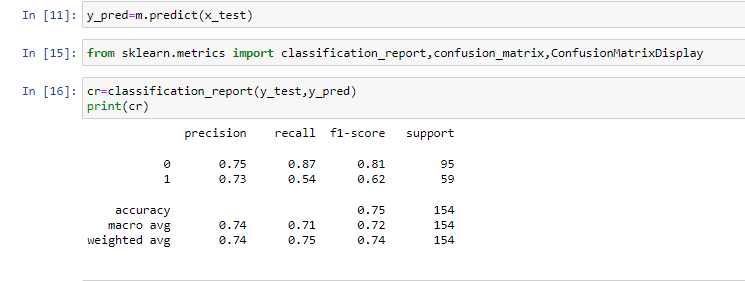 In [11]: y_pred=m.predict(x_test)
In [15]: from sklearn.metrics import classification_report,confusion_matrix,ConfusionMatrixDisplay
In [16]: cr=classification_report(y_test,y_pred)
print(cr)
precision recall f1-score support
0 0.75 0.87 0.81 95
1 0.73 0.54 0.62 59
accuracy 0.75 154
macro avg 0.74 0.71 0.72 154
weighted avg 0.74 0.75 0.74 154